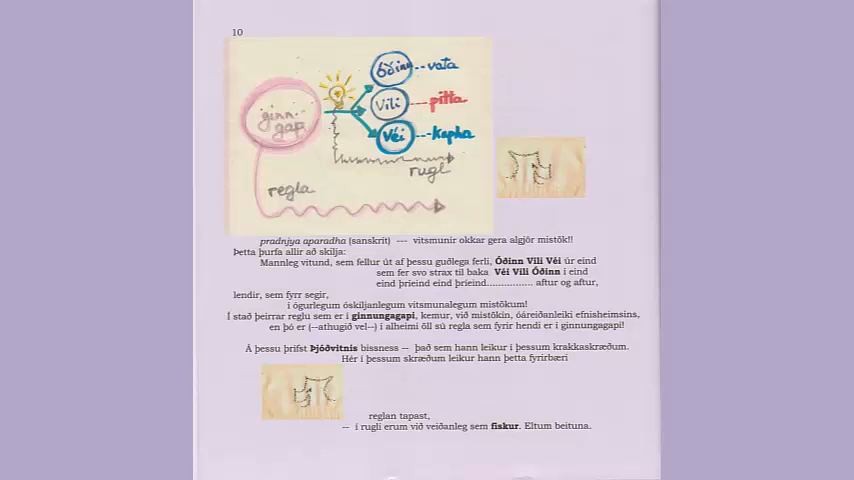 10
ginn-
gap
Óðinn -- vata
Vili -- pitta
Véi --- kapha
rugl
regla
pradnjya aparadha (sanskrit) --- vitsmunir okkar gera algjör mistök!!
Þetta þurfa allir að skilja:
Mannleg vitund, sem fellur út af þessu guðlega ferli, Óðinn Vili Véi úr eind
sem fer svo strax til baka Véi Vili Óðinn í eind
eind þríeind eind þríeind................ aftur og aftur,
lendir, sem fyrr segir,
í ógurlegum óskiljanlegum vitsmunalegum mistökum!
Í stað þeirrar reglu sem er í ginnungagapi, kemur, við mistökin, óáreiðanleiki efnisheimsins,
en þó er (--athugið vel--) í alheimi öll sú regla sem fyrir hendi er í ginnungagapi!
Á þessu þrífst Þjóðvitnis bissness -- það sem hann leikur í þessum krakkaskræðum.
Hér í þessum skræðum leikur hann þetta fyrirbæri
reglan tapast,
-- í rugli erum við veiðanleg sem fiskur. Eltum beituna.